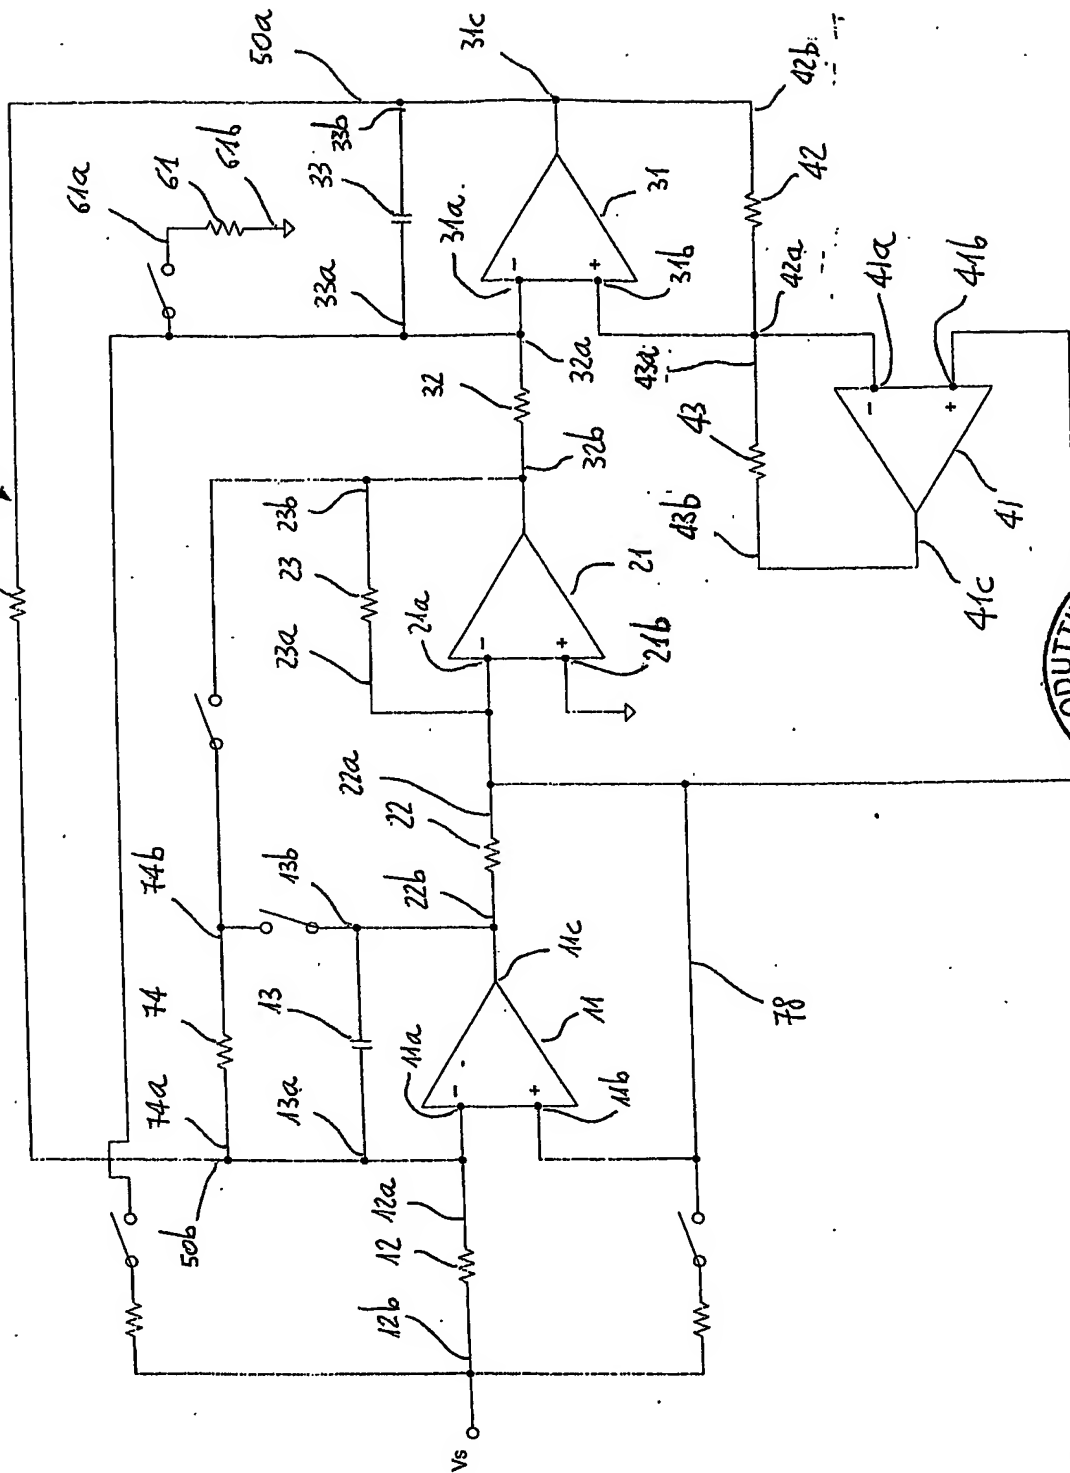 50a
31c
61a
61
61b
33b
33
33a
31a
31
31b
32a
32
32b
42b
42
42a
43a
43
43b
41a
41b
41
41c
23b
23
23a
21a
21
21b
22a
22
22b
74b
74
74a
13b
13
13a
11c
11a
11
11b
78
50b
12a
12
12b
Vs
- +
- +
- +
- +